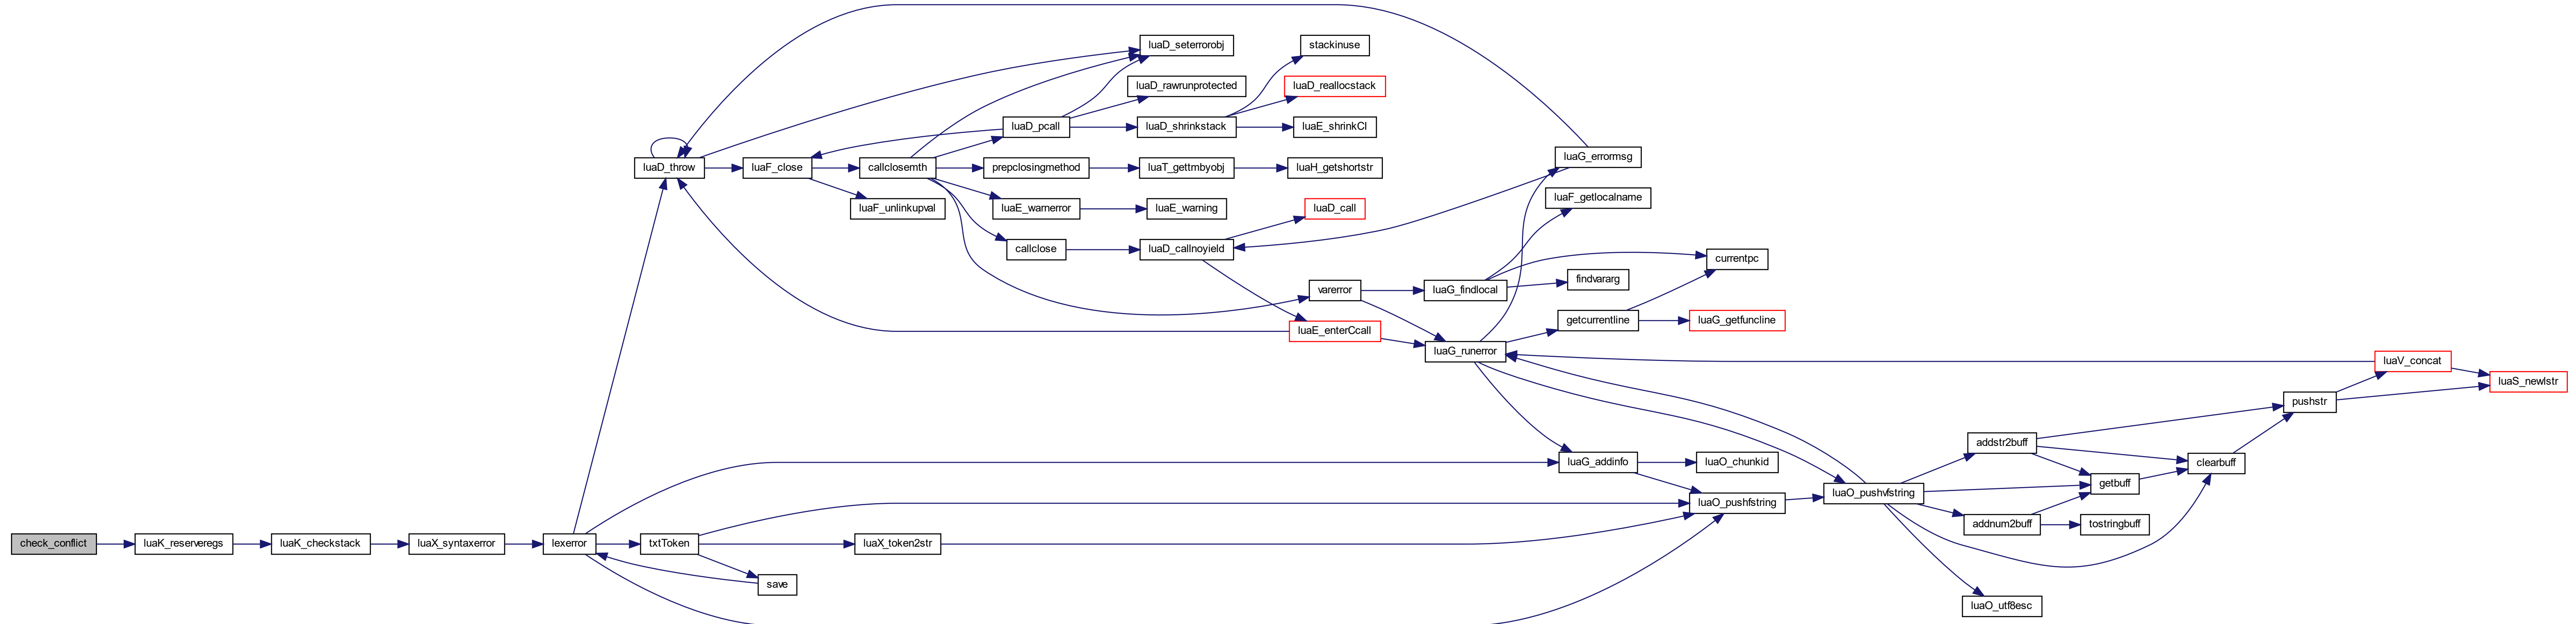 luaD_seterrorobj
stackinuse
luaD_rawrunprotected
luaD_reallocstack
luaD_pcall
luaD_shrinkstack
luaE_shrinkCI
luaD_throw
luaF_close
callclosemth
prepclosingmethod
luaT_gettmbyobj
luaH_getshortstr
luaG_errormsg
luaF_unlinkupval
luaE_warnerror
luaE_warning
luaD_call
luaF_getlocalname
callclose
luaD_callnoyield
currentpc
varerror
luaG_findlocal
findvararg
luaE_enterCcall
getcurrentline
luaG_getfuncline
luaG_runerror
luaV_concat
luaS_newlstr
pushstr
addstr2buff
luaG_addinfo
luaO_chunkid
clearbuff
luaO_pushfstring
luaO_pushvfstring
getbuff
addnum2buff
tostringbuff
check_conflict
luaK_reserveregs
luaK_checkstack
luaX_syntaxerror
lexerror
txtToken
luaX_token2str
save
luaO_utf8esc